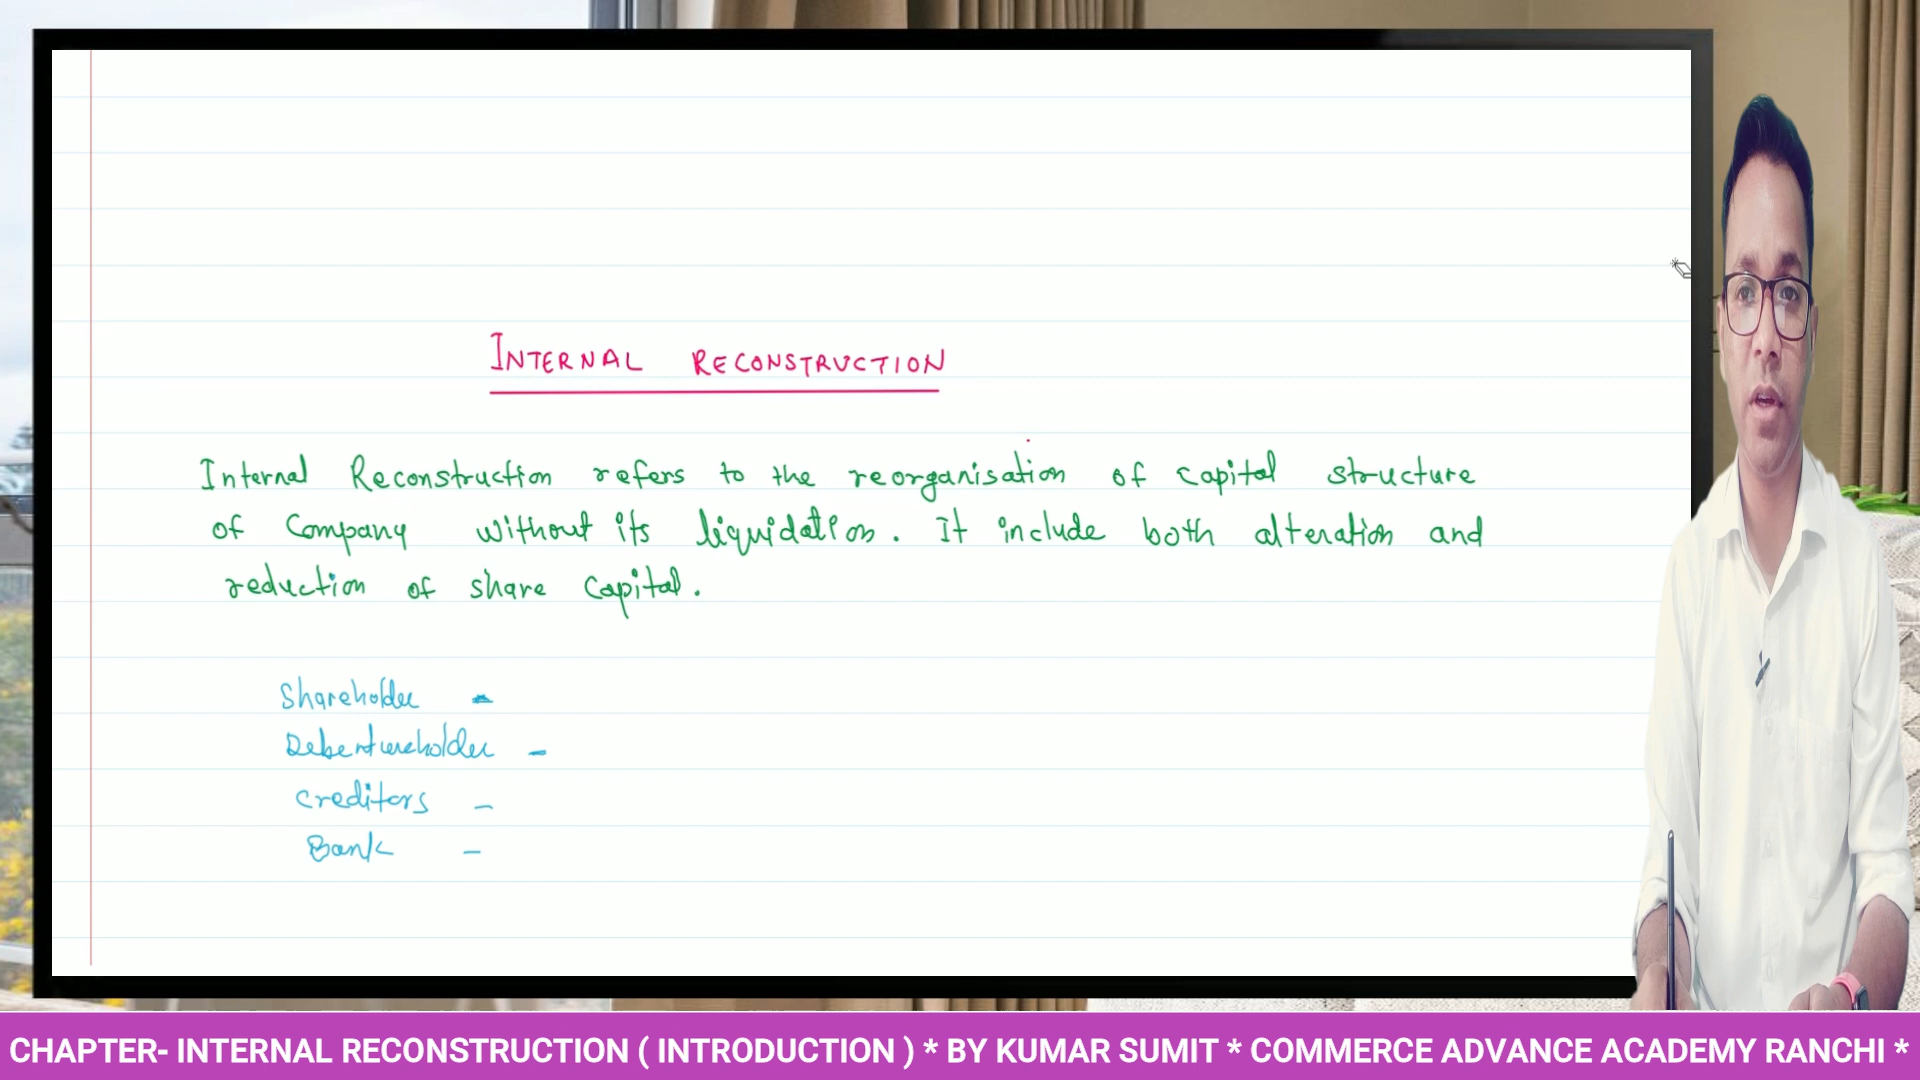 INTERNAL RECONSTRUCTION
Internal Reconstruction refers to the reorganisation of capital structure
of Company without its liquidation. It include both alteration and
reduction of share capital.
Shareholder -
Debentureholder -
Creditors -
Bank -
CHAPTER- INTERNAL RECONSTRUCTION ( INTRODUCTION ) * BY KUMAR SUMIT * COMMERCE ADVANCE ACADEMY RANCHI *